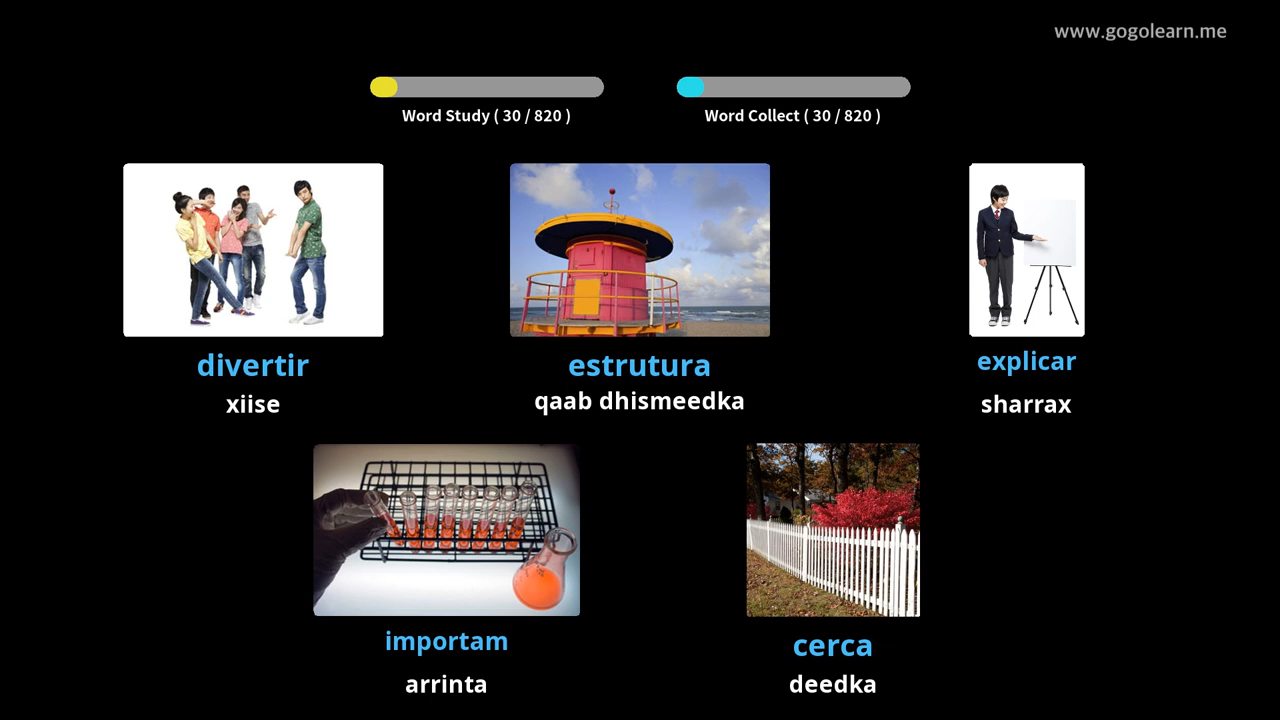 www.gogolearn.me
Word Study ( 30 / 820 )
Word Collect ( 30 / 820 )
divertir
xiise
estrutura
qaab dhismeedka
explicar
sharrax
importam
arrinta
cerca
deedka